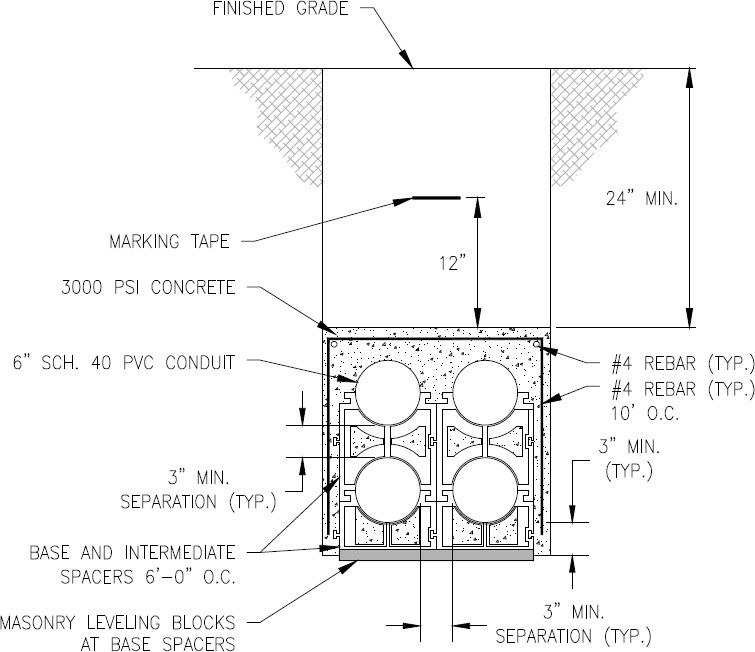 FINISHED GRADE
24” MIN.
MARKING TAPE
12”
3000 PSI CONCRETE
6” SCH. 40 PVC CONDUIT
#4 REBAR (TYP.)
#4 REBAR (TYP.)
10’ O.C.
3” MIN.
(TYP.)
3” MIN.
SEPARATION (TYP.)
BASE AND INTERMEDIATE
SPACERS 6’–0” O.C.
MASONRY LEVELING BLOCKS
AT BASE SPACERS
3” MIN.
SEPARATION (TYP.)